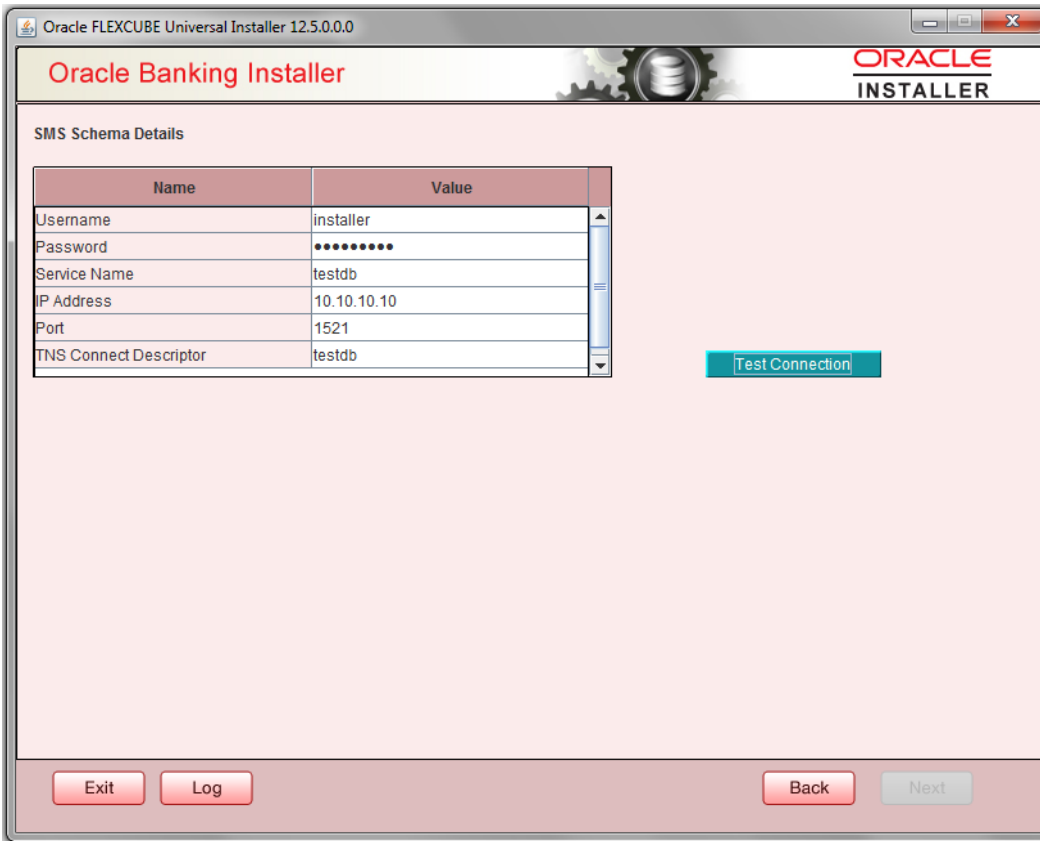 Oracle FLEXCUBE Universal Installer 12.5.0.0.0
Oracle Banking Installer
ORACLE
INSTALLER
SMS Schema Details
Name Value
Username installer
Password •••••••••
Service Name testdb
IP Address 10.10.10.10
Port 1521
TNS Connect Descriptor testdb
Test Connection
Exit Log Back Next